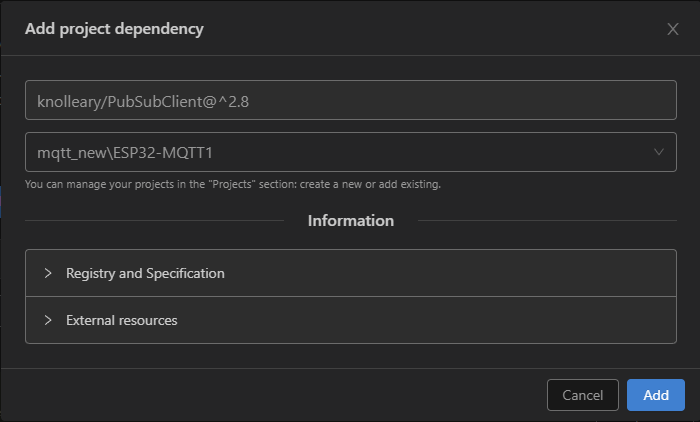 Add project dependency
knolleary/PubSubClient@^2.8
mqtt_new\ESP32-MQTT1
You can manage your projects in the "Projects" section: create a new or add existing.
Information
Registry and Specification
External resources
Cancel
Add